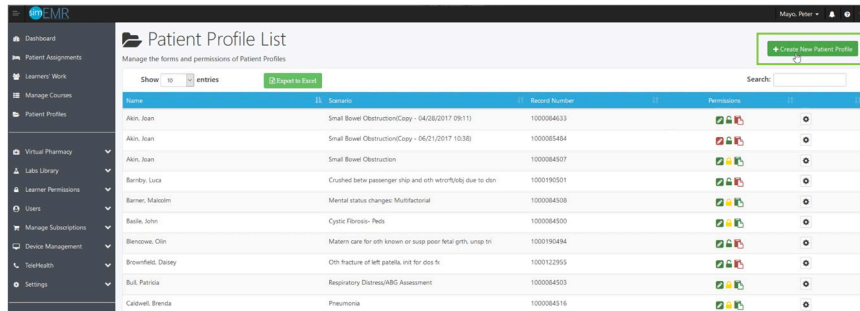 simEMR
Mayo, Peter
Dashboard
Patient Assignments
Learners' Work
Manage Courses
Patient Profiles
Virtual Pharmacy
Labs Library
Learner Permissions
Users
Manage Subscriptions
Device Management
TeleHealth
Settings
Patient Profile List
Manage the forms and permissions of Patient Profiles
+ Create New Patient Profile
Show 10 entries
Export to Excel
Search:
Name Scenario Record Number Permissions
Akin, Joan Small Bowel Obstruction(Copy - 04/28/2017 09:11) 1000084633
Akin, Joan Small Bowel Obstruction(Copy - 06/21/2017 10:38) 1000085484
Akin, Joan Small Bowel Obstruction 1000084507
Barnby, Luca Crushed betw passenger ship and oth wtrcrft/obj due to clsn 1000190501
Barner, Malcolm Mental status changes: Multifactorial 1000084508
Basile, John Cystic Fibrosis- Peds 1000084500
Blencowe, Olin Matern care for oth known or susp poor fetal grth, unsp tri 1000190494
Brownfield, Daisey Oth fracture of left patella, init for clos fx 1000122955
Bull, Patricia Respiratory Distress/ABG Assessment 1000084503
Caldwell, Brenda Pneumonia 1000084516